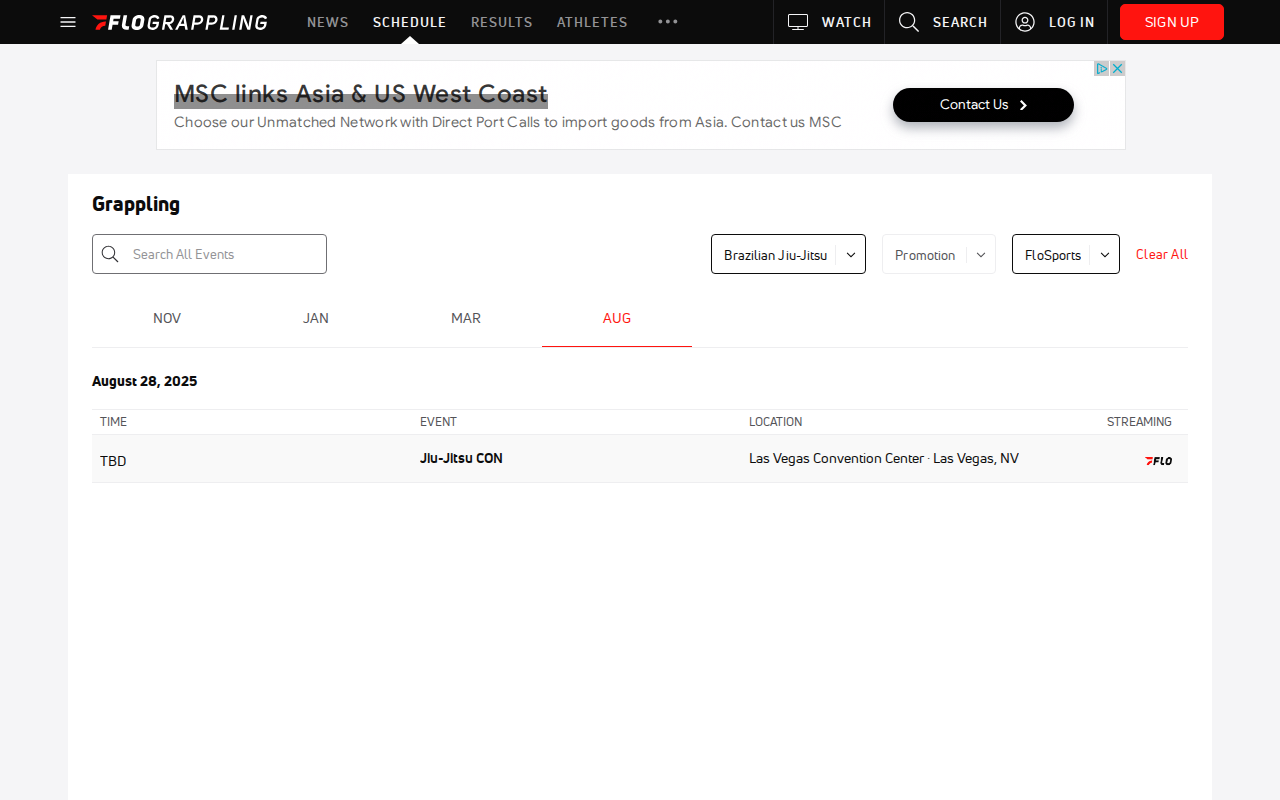 FLOGRAPPLING NEWS SCHEDULE RESULTS ATHLETES WATCH SEARCH LOG IN SIGN UP
MSC links Asia & US West Coast
Choose our Unmatched Network with Direct Port Calls to import goods from Asia. Contact us MSC
Contact Us
Grappling
Search All Events Brazilian Jiu-Jitsu Promotion FloSports Clear All
NOV JAN MAR AUG
August 28, 2025
TIME EVENT LOCATION STREAMING
TBD Jiu-Jitsu CON Las Vegas Convention Center · Las Vegas, NV FLO